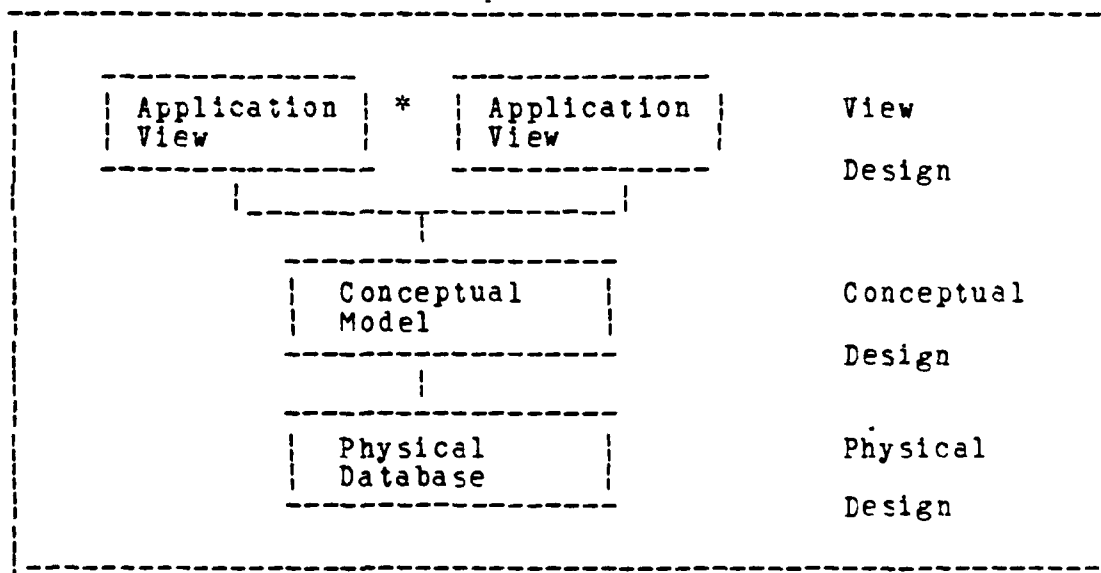 Application * Application View
View View
Design
Conceptual Conceptual
Model
Design
Physical Physical
Database
Design